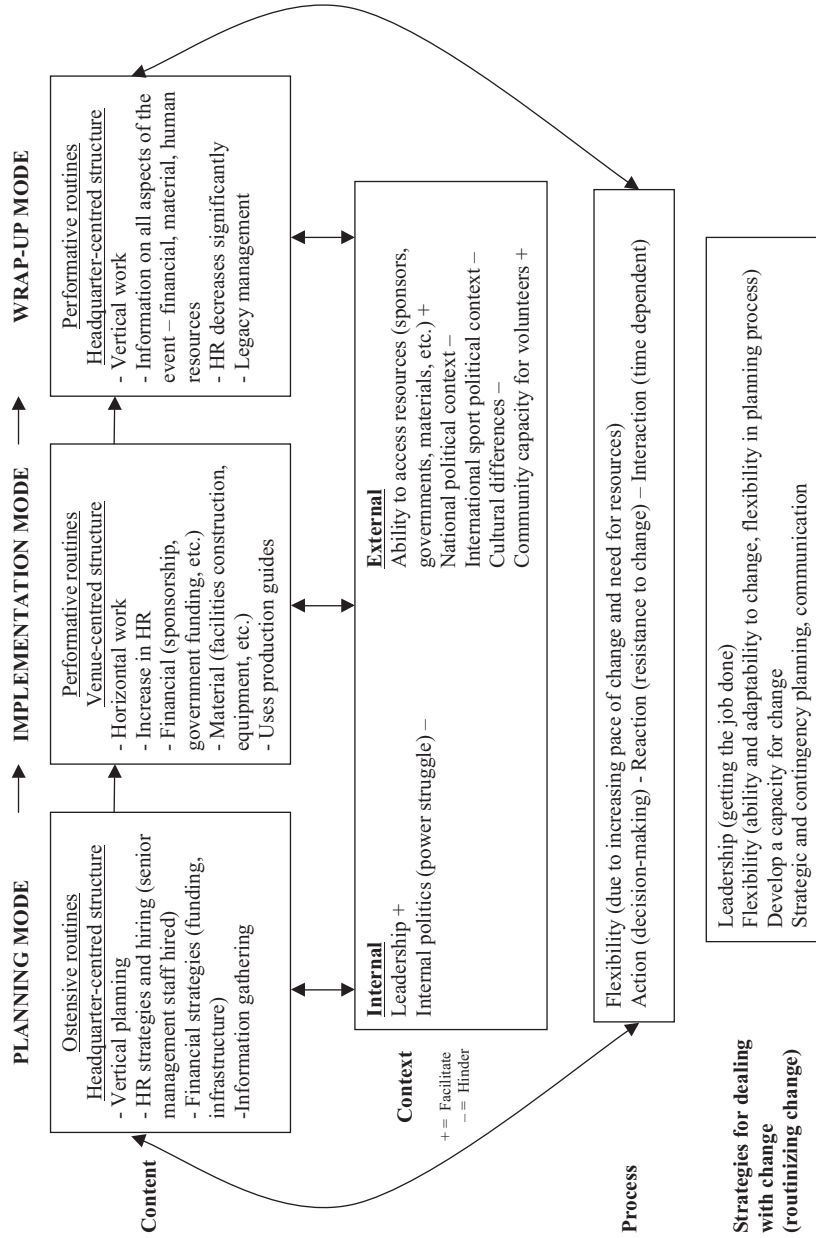 PLANNING MODE
IMPLEMENTATION MODE
WRAP-UP MODE
Content
Ostensive routines
Headquarter-centred structure
- Vertical planning
- HR strategies and hiring (senior
management staff hired)
- Financial strategies (funding,
infrastructure)
-Information gathering
Performative routines
Venue-centred structure
- Horizontal work
- Increase in HR
- Financial (sponsorship,
government funding, etc.)
- Material (facilities construction,
equipment, etc.)
- Uses production guides
Performative routines
Headquarter-centred structure
- Vertical work
- Information on all aspects of the
event – financial, material, human
resources
- HR decreases significantly
- Legacy management
Context
+ = Facilitate
– = Hinder
Internal
Leadership +
Internal politics (power struggle) –
External
Ability to access resources (sponsors,
governments, materials, etc.) +
National political context –
International sport political context –
Cultural differences –
Community capacity for volunteers +
Process
Flexibility (due to increasing pace of change and need for resources)
Action (decision-making) - Reaction (resistance to change) – Interaction (time dependent)
Strategies for dealing
with change
(routinizing change)
Leadership (getting the job done)
Flexibility (ability and adaptability to change, flexibility in planning process)
Develop a capacity for change
Strategic and contingency planning, communication